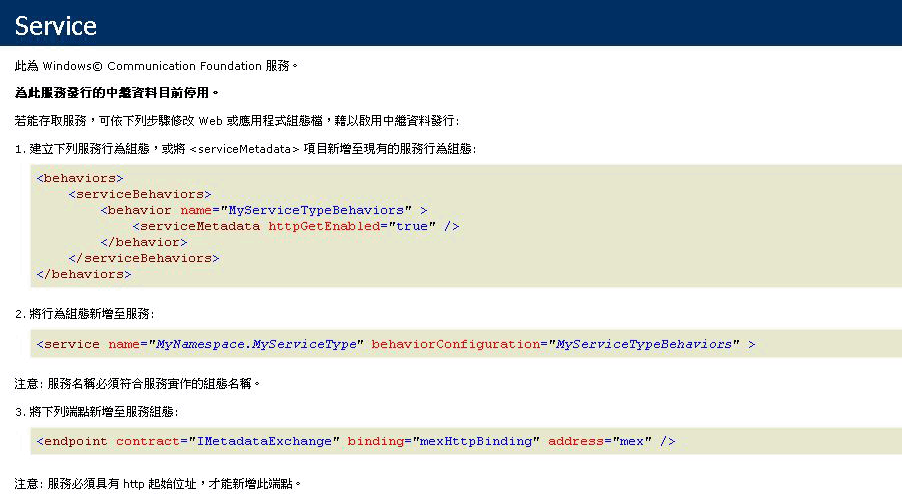 Service
此為 Windows© Communication Foundation 服務。
為此服務發行的中繼資料目前停用。
若能存取服務，可依下列步驟修改 Web 或應用程式組態檔，藉以啟用中繼資料發行:
1. 建立下列服務行為組態，或將 <serviceMetadata> 項目新增至現有的服務行為組態:
<behaviors>
<serviceBehaviors>
<behavior name="MyServiceTypeBehaviors" >
<serviceMetadata httpGetEnabled="true" />
</behavior>
</serviceBehaviors>
</behaviors>
2. 將行為組態新增至服務:
<service name="MyNamespace.MyServiceType" behaviorConfiguration="MyServiceTypeBehaviors" >
注意: 服務名稱必須符合服務實作的組態名稱。
3. 將下列端點新增至服務組態:
<endpoint contract="IMetadataExchange" binding="mexHttpBinding" address="mex" />
注意: 服務必須具有 http 起始位址，才能新增此端點。